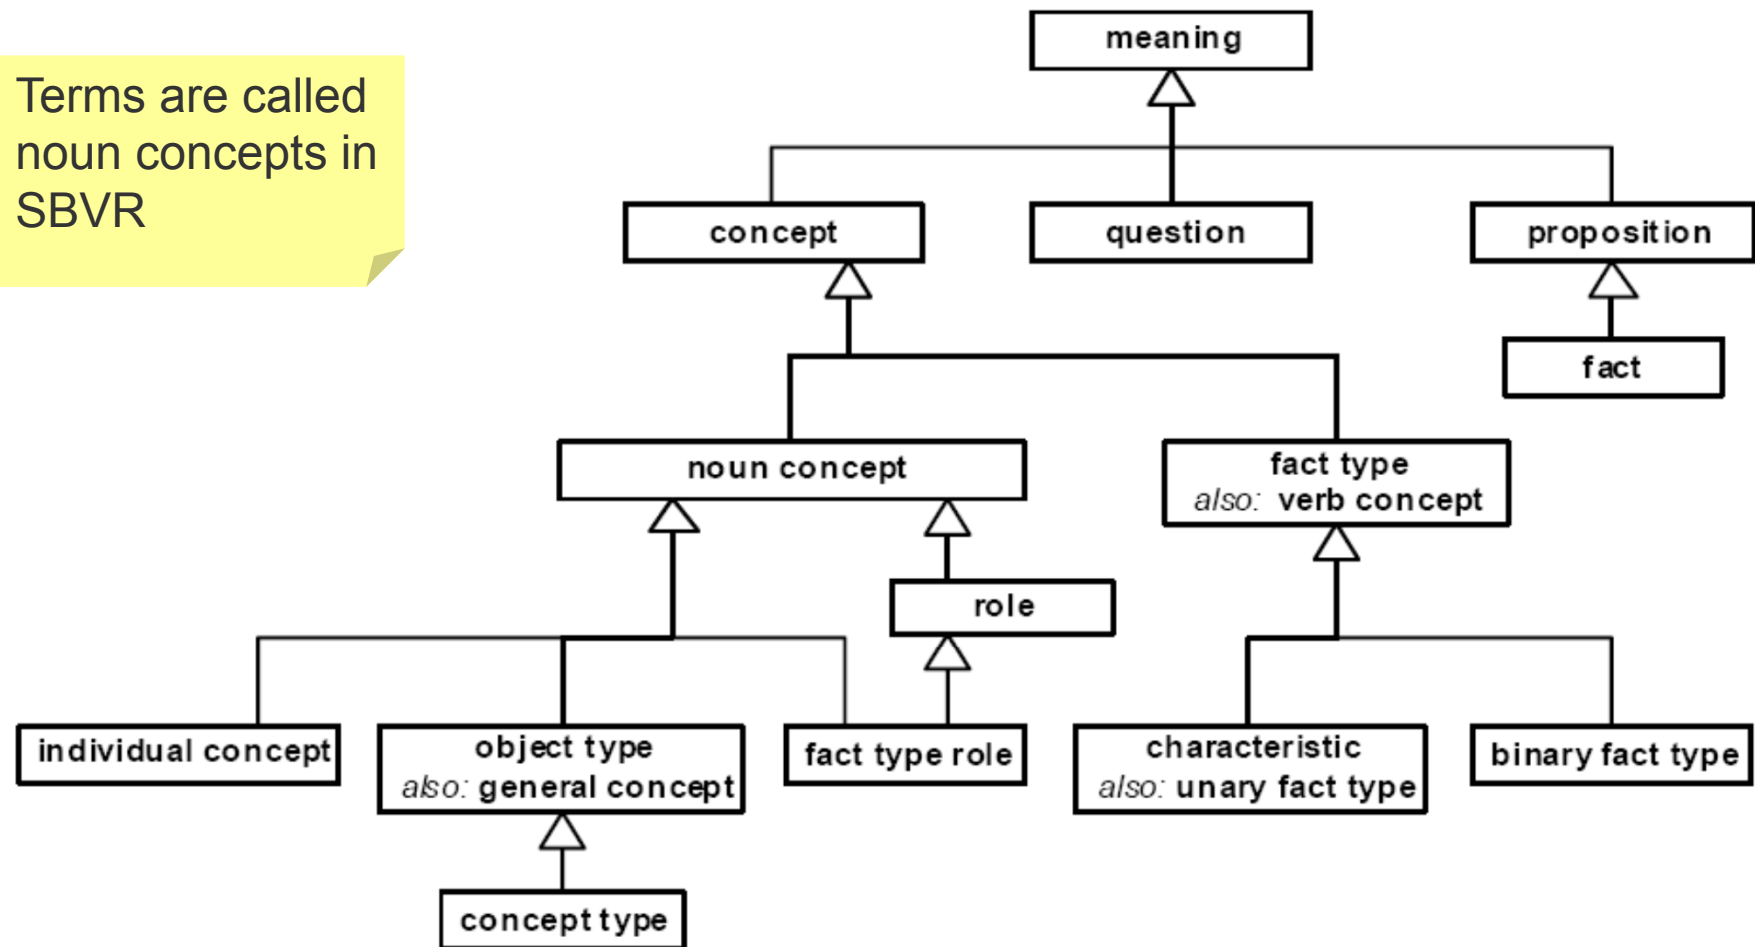 meaning
Terms are called
noun concepts in
SBVR
concept
question
proposition
fact
noun concept
fact type
also: verb concept
role
individual concept
object type
also: general concept
fact type role
characteristic
also: unary fact type
binary fact type
concept type